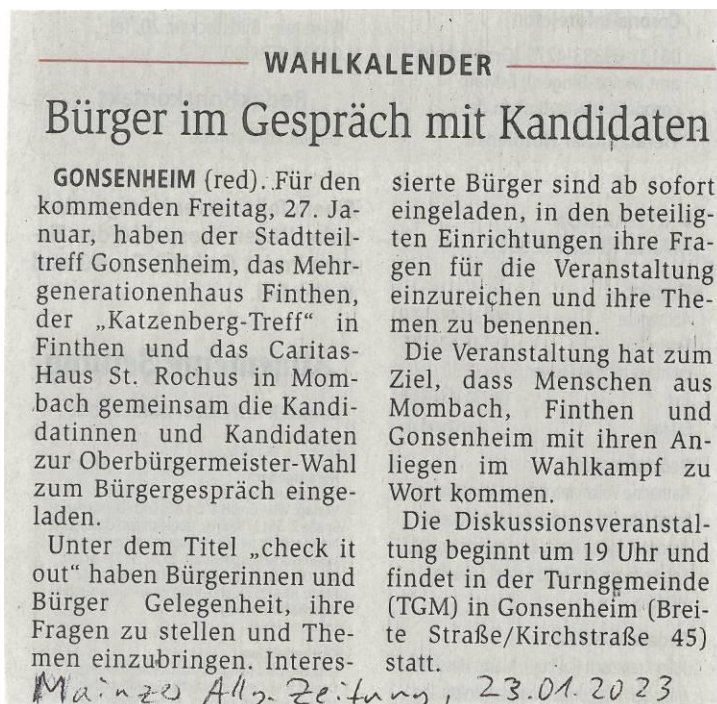 WAHLKALENDER
Bürger im Gespräch mit Kandidaten
GONSENHEIM (red). Für den
kommenden Freitag, 27. Ja-
nuar, haben der Stadtteil-
treff Gonsenheim, das Mehr-
generationenhaus Finthen,
der „Katzenberg-Treff“ in
Finthen und das Caritas-
Haus St. Rochus in Mom-
bach gemeinsam die Kandi-
datinnen und Kandidaten
zur Oberbürgermeister-Wahl
zum Bürgergespräch einge-
laden.
Unter dem Titel „check it
out“ haben Bürgerinnen und
Bürger Gelegenheit, ihre
Fragen zu stellen und The-
men einzubringen. Interes-
sierte Bürger sind ab sofort
eingeladen, in den beteilig-
ten Einrichtungen ihre Fra-
gen für die Veranstaltung
einzureichen und ihre The-
men zu benennen.
Die Veranstaltung hat zum
Ziel, dass Menschen aus
Mombach, Finthen und
Gonsenheim mit ihren An-
liegen im Wahlkampf zu
Wort kommen.
Die Diskussionsveranstal-
tung beginnt um 19 Uhr und
findet in der Turngemeinde
(TGM) in Gonsenheim (Brei-
te Straße/Kirchstraße 45)
statt.
Mainzer Allg. Zeitung, 23.01.2023